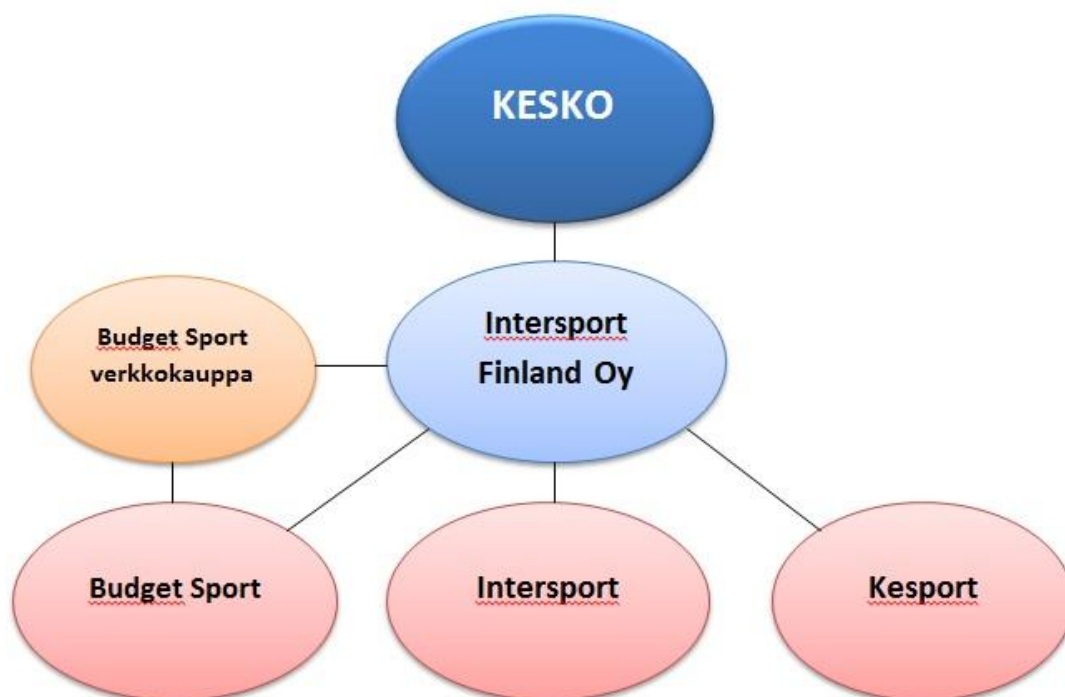 KESKO
Intersport
Finland Oy
Budget Sport
verkkokauppa
Budget Sport
Intersport
Kesport